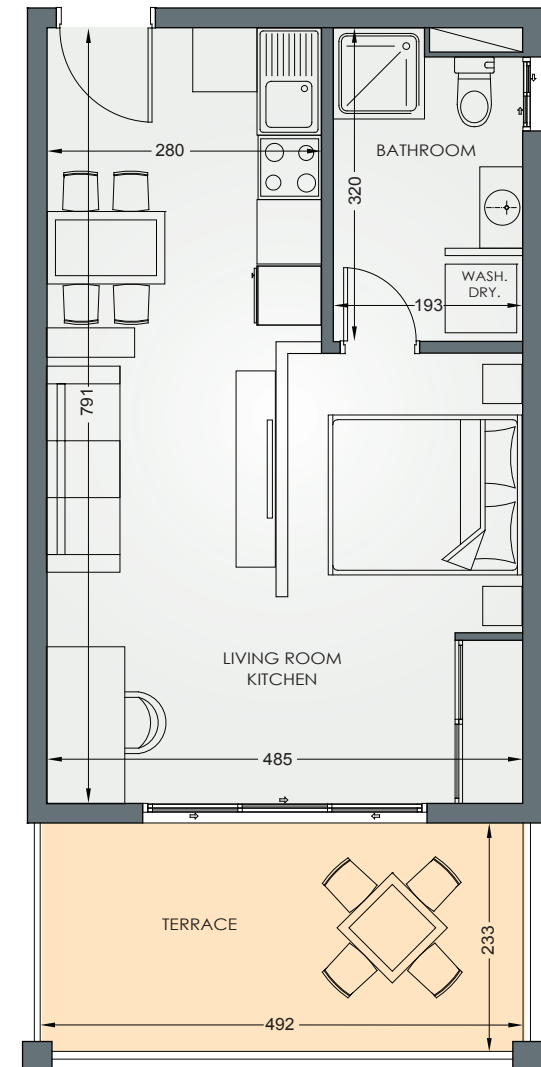 280
BATHROOM
320
WASH.
DRY.
193
791
LIVING ROOM
KITCHEN
485
TERRACE
233
492